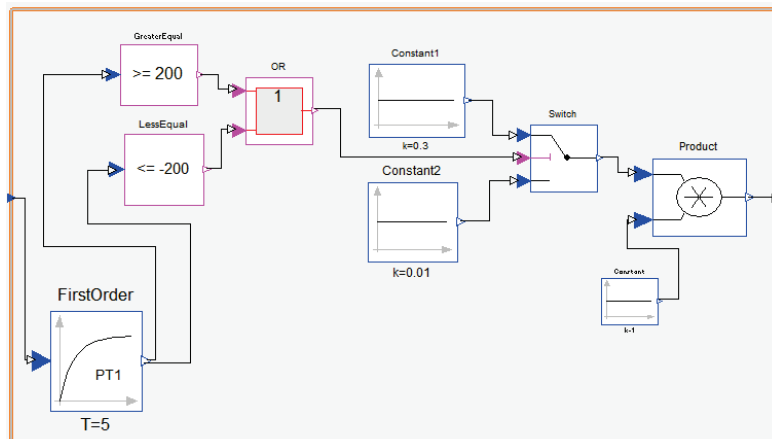 GreaterEqual
>= 200
OR
1
Constant1
k=0.3
LessEqual
<= -200
Switch
Constant2
k=0.01
Product
Constant
k-1
FirstOrder
PT1
T=5